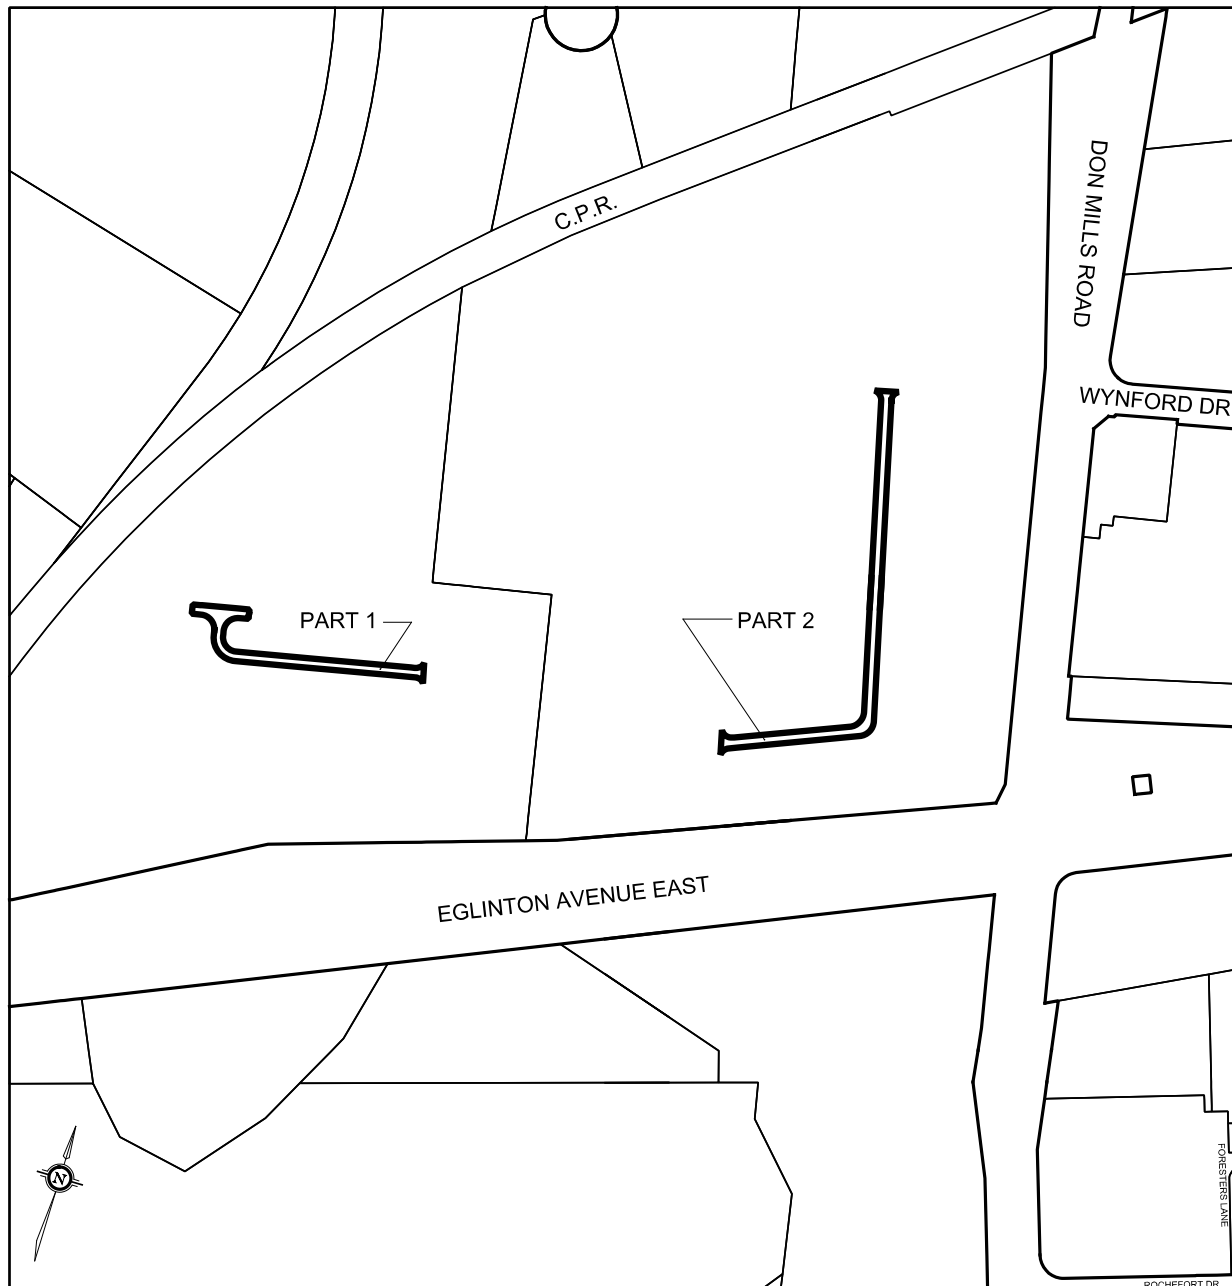 C.P.R.
DON MILLS ROAD
WYNFORD DR
PART 1
PART 2
EGLINTON AVENUE EAST
N
FORESTERS LANE
ROCHEFORT DR